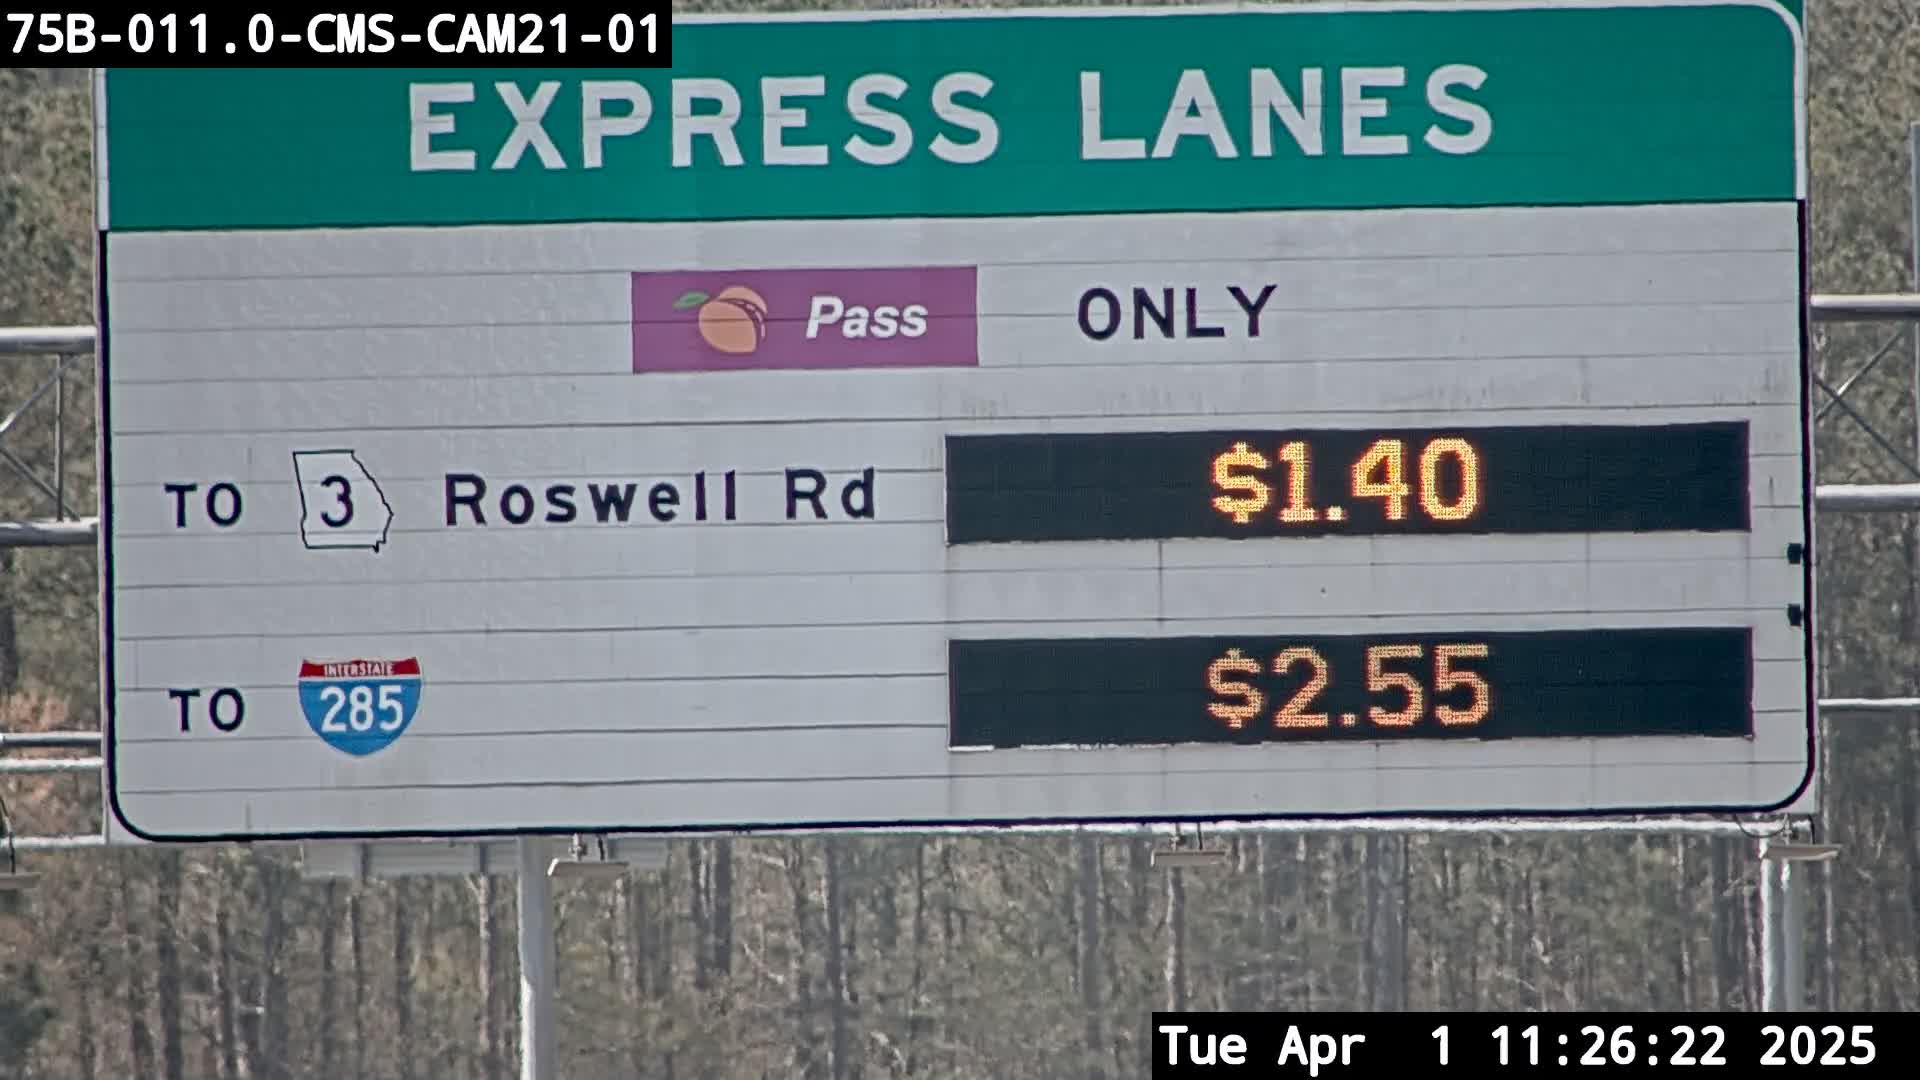 75B-011.0-CMS-CAM21-01
EXPRESS LANES
Pass ONLY
TO 3 Roswell Rd $1.40
INTERSTATE
TO 285 $2.55
Tue Apr 1 11:26:22 2025